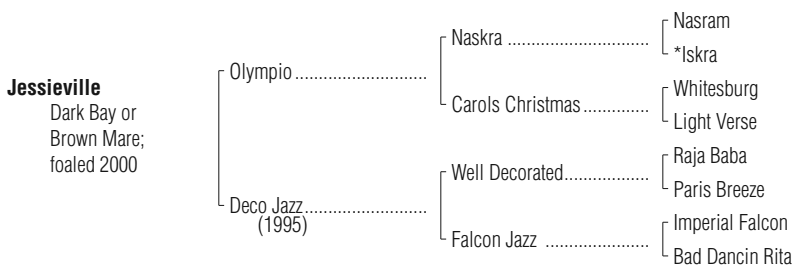 Jessieville
Dark Bay or
Brown Mare;
foaled 2000
Olympio
Deco Jazz
(1995)
Naskra
Carols Christmas
Well Decorated
Falcon Jazz
Nasram
*Iskra
Whitesburg
Light Verse
Raja Baba
Paris Breeze
Imperial Falcon
Bad Dancin Rita